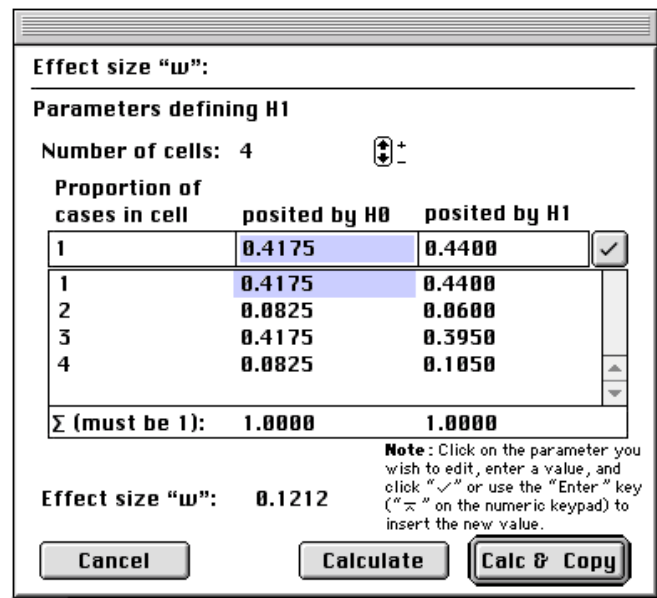 Effect size “w”:
Parameters defining H1
Number of cells: 4
+
−
Proportion of
cases in cell posited by H0 posited by H1
1 0.4175 0.4400 ✓
1 0.4175 0.4400
2 0.0825 0.0600
3 0.4175 0.3950
4 0.0825 0.1050
Σ (must be 1): 1.0000 1.0000
Note: Click on the parameter you
wish to edit, enter a value, and
click “✓” or use the “Enter” key
(“⌅” on the numeric keypad) to
insert the new value.
Effect size “w”: 0.1212
Cancel Calculate Calc & Copy